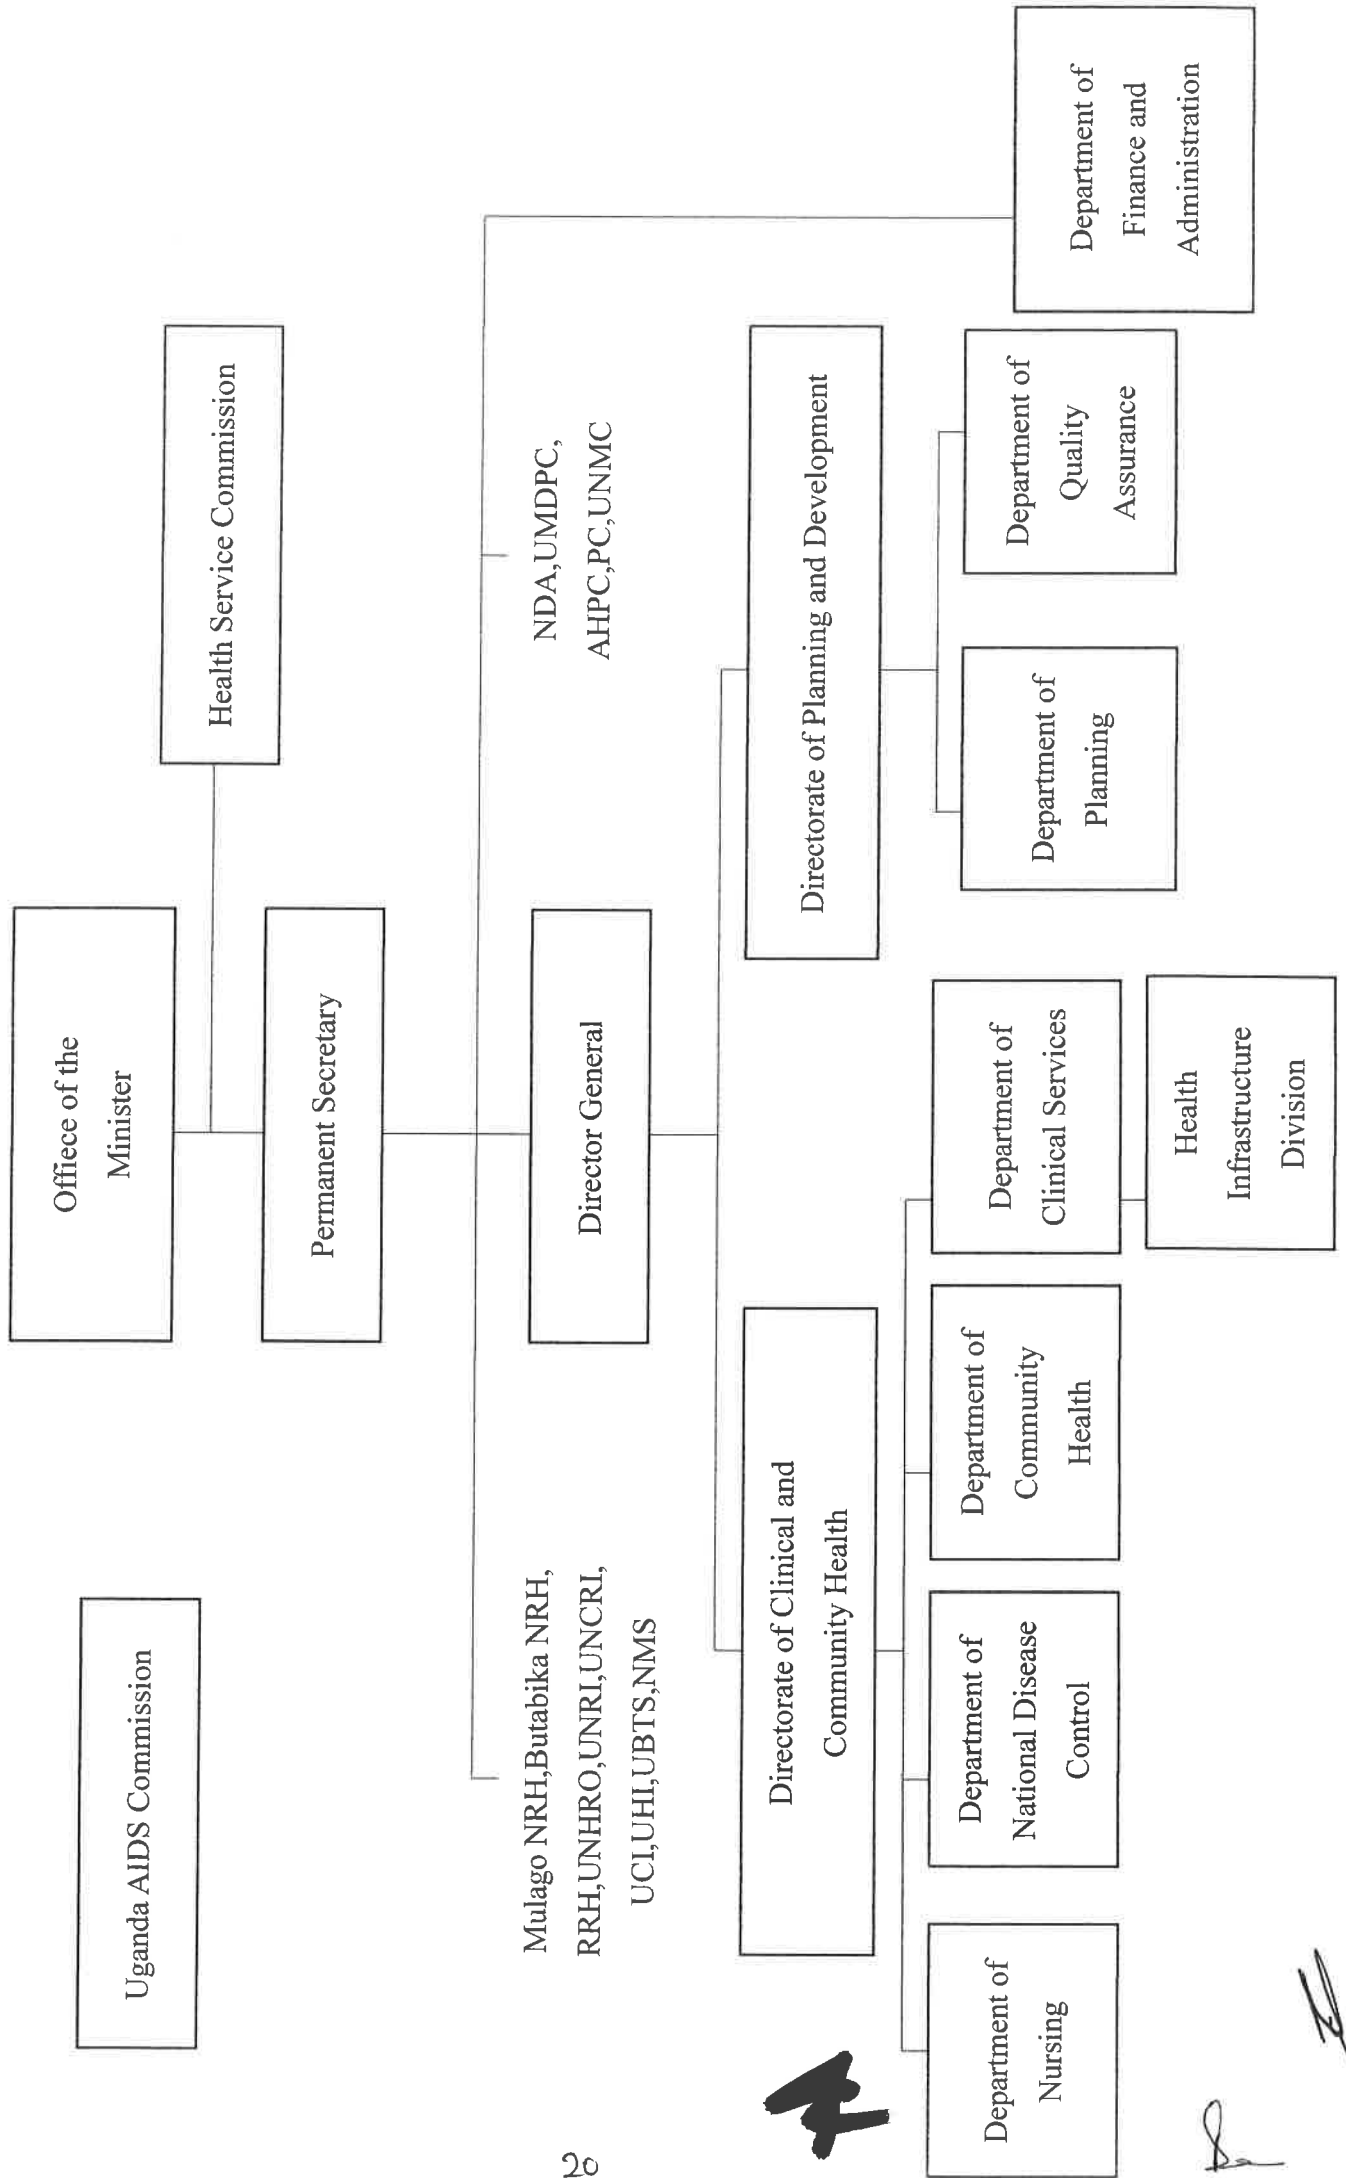 Offiece of the
Minister
Uganda AIDS Commission
Health Service Commission
Permanent Secretary
Mulago NRH,Butabika NRH,
RRH,UNHRO,UNRI,UNCRI,
UCI,UHI,UBTS,NMS
Director General
NDA,UMDPC,
AHPC,PC,UNMC
Directorate of Clinical and
Community Health
Directorate of Planning and Development
Department of
Nursing
Department of
National Disease
Control
Department of
Community
Health
Department of
Clinical Services
Department of
Planning
Department of
Quality
Assurance
Department of
Finance and
Administration
Health
Infrastructure
Division
20